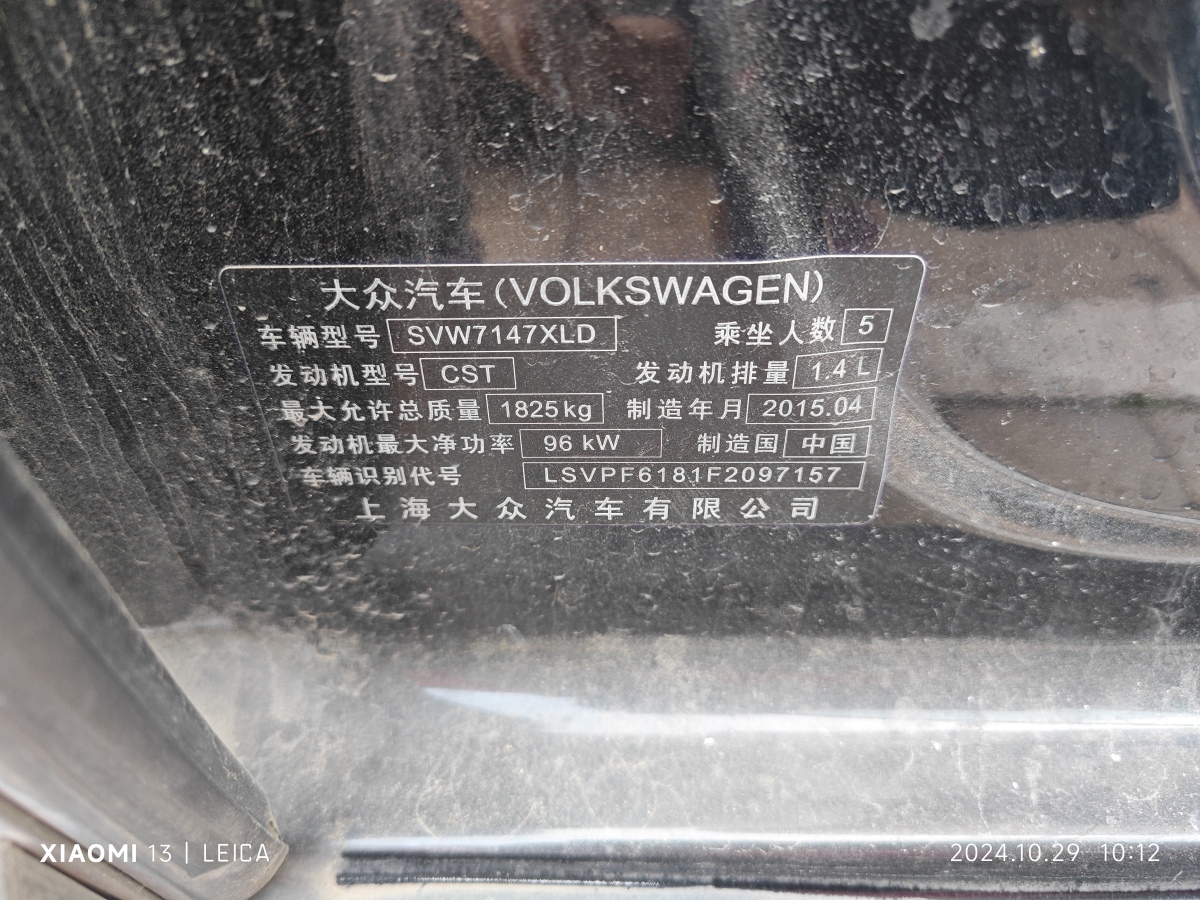 大众汽车(VOLKSWAGEN)
车辆型号 SVW7147XLD 乘坐人数 5
发动机型号 CST 发动机排量 1.4 L
最大允许总质量 1825kg 制造年月 2015.04
发动机最大净功率 96 kW 制造国 中国
车辆识别代号 LSVPF6181F2097157
上海大众汽车有限公司
XIAOMI 13 | LEICA 2024.10.29 10:12